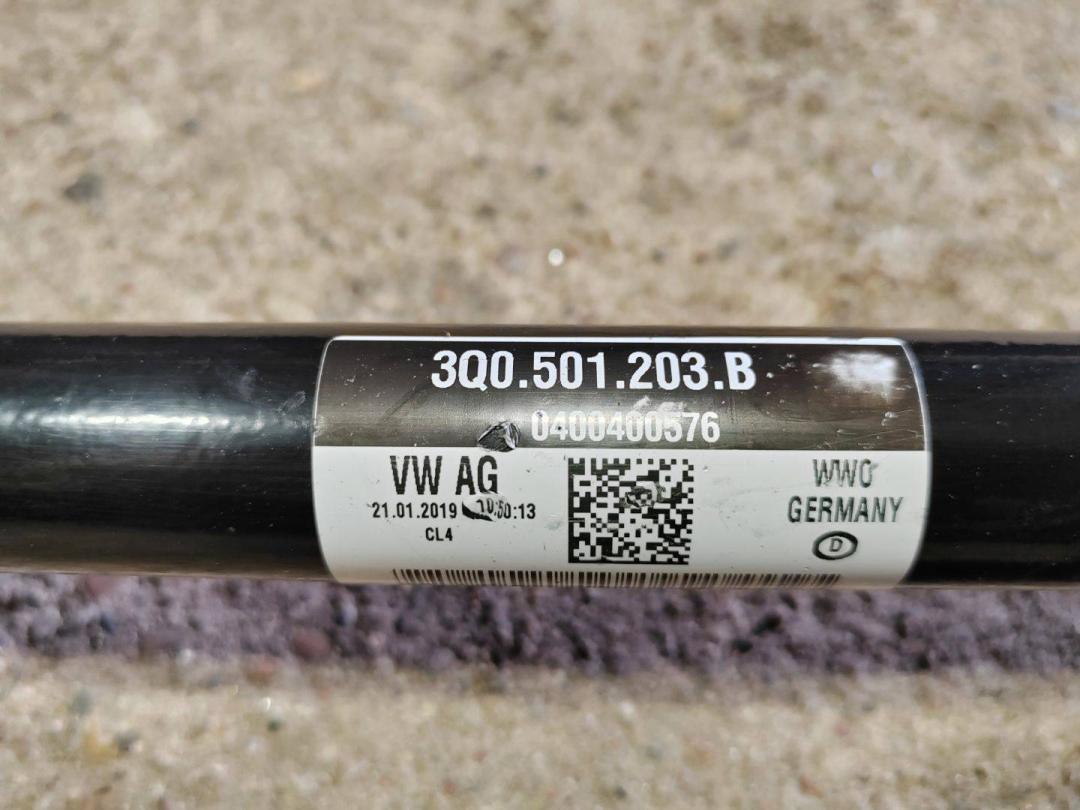 3Q0.501.203.B
0400400576
VW AG
21.01.2019
CL4
WWO
GERMANY
D